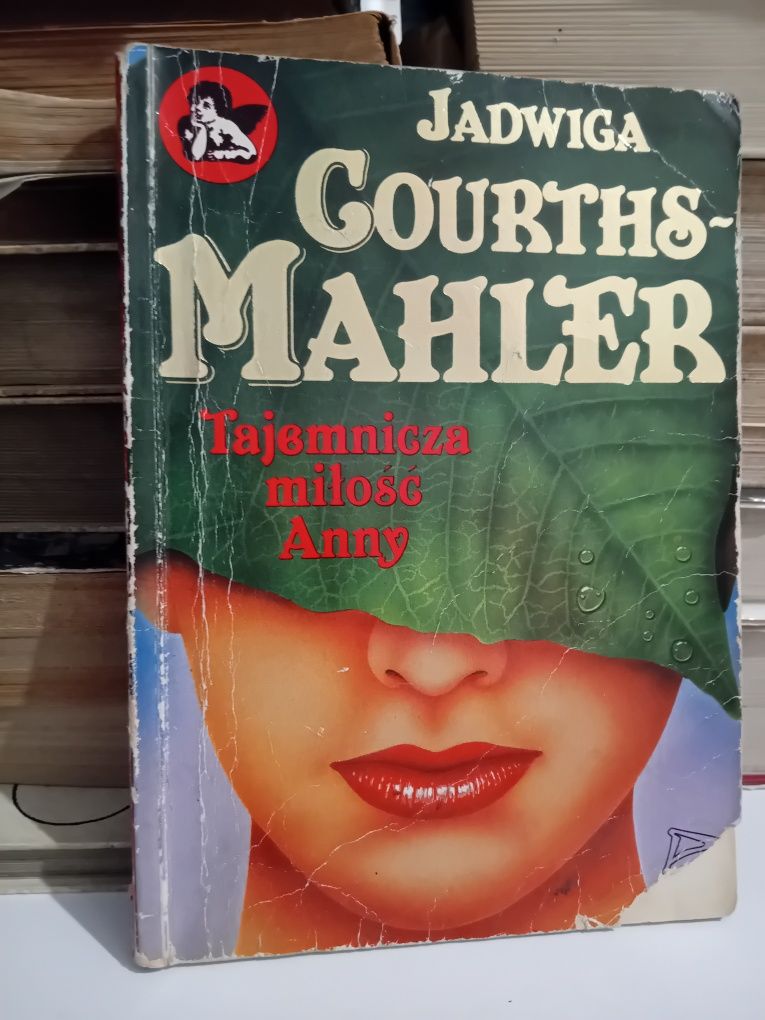 JADWIGA
COURTHS-
MAHLER
Tajemnicza
miłość
Anny